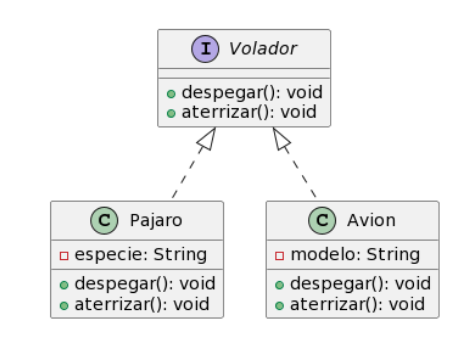 I Volador
despegar(): void
aterrizar(): void
C Pajaro
especie: String
despegar(): void
aterrizar(): void
C Avion
modelo: String
despegar(): void
aterrizar(): void